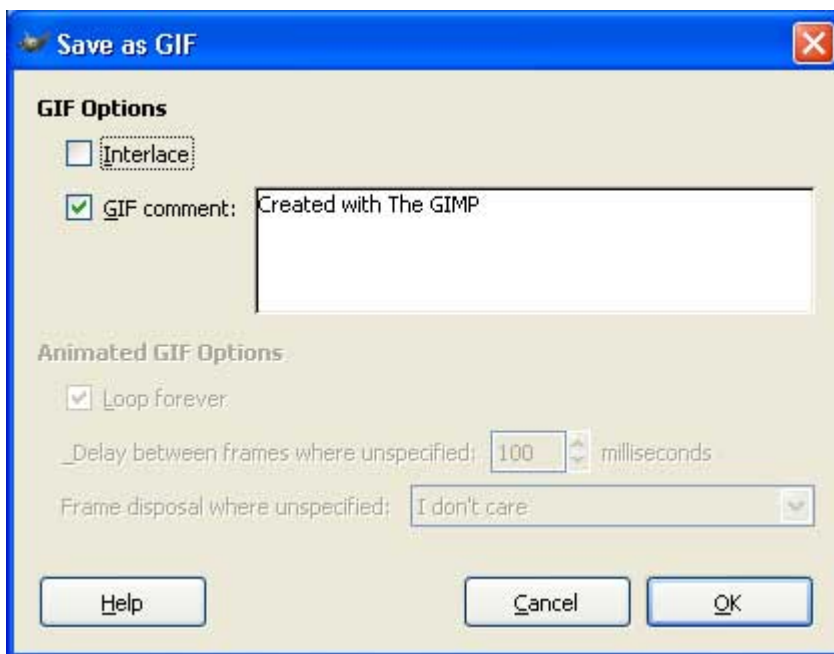 Save as GIF
GIF Options
Interlace
GIF comment: Created with The GIMP
Animated GIF Options
Loop forever
_Delay between frames where unspecified: 100 milliseconds
Frame disposal where unspecified: I don't care
Help Cancel OK